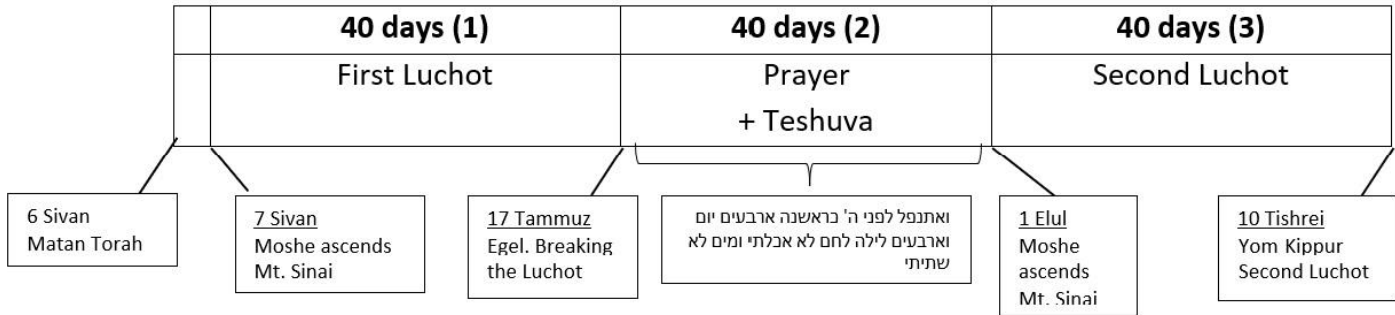 40 days (1)
40 days (2)
40 days (3)
First Luchot
Prayer
+ Teshuva
Second Luchot
6 Sivan
Matan Torah
7 Sivan
Moshe ascends
Mt. Sinai
17 Tammuz
Egel. Breaking
the Luchot
ואתנפל לפני ה' כראשנה ארבעים יום
וארבעים לילה לחם לא אכלתי ומים לא
שתיתי
1 Elul
Moshe
ascends
Mt. Sinai
10 Tishrei
Yom Kippur
Second Luchot